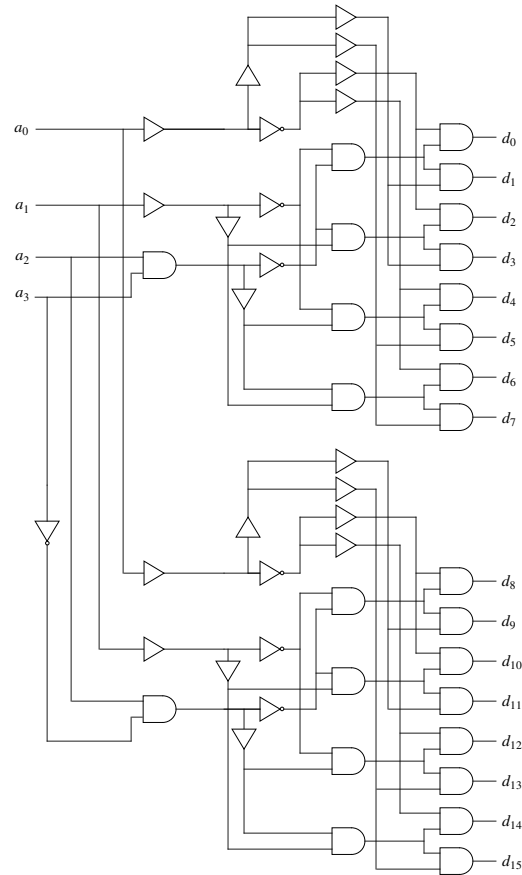 a₀
a₁
a₂
a₃
d₀
d₁
d₂
d₃
d₄
d₅
d₆
d₇
d₈
d₉
d₁₀
d₁₁
d₁₂
d₁₃
d₁₄
d₁₅